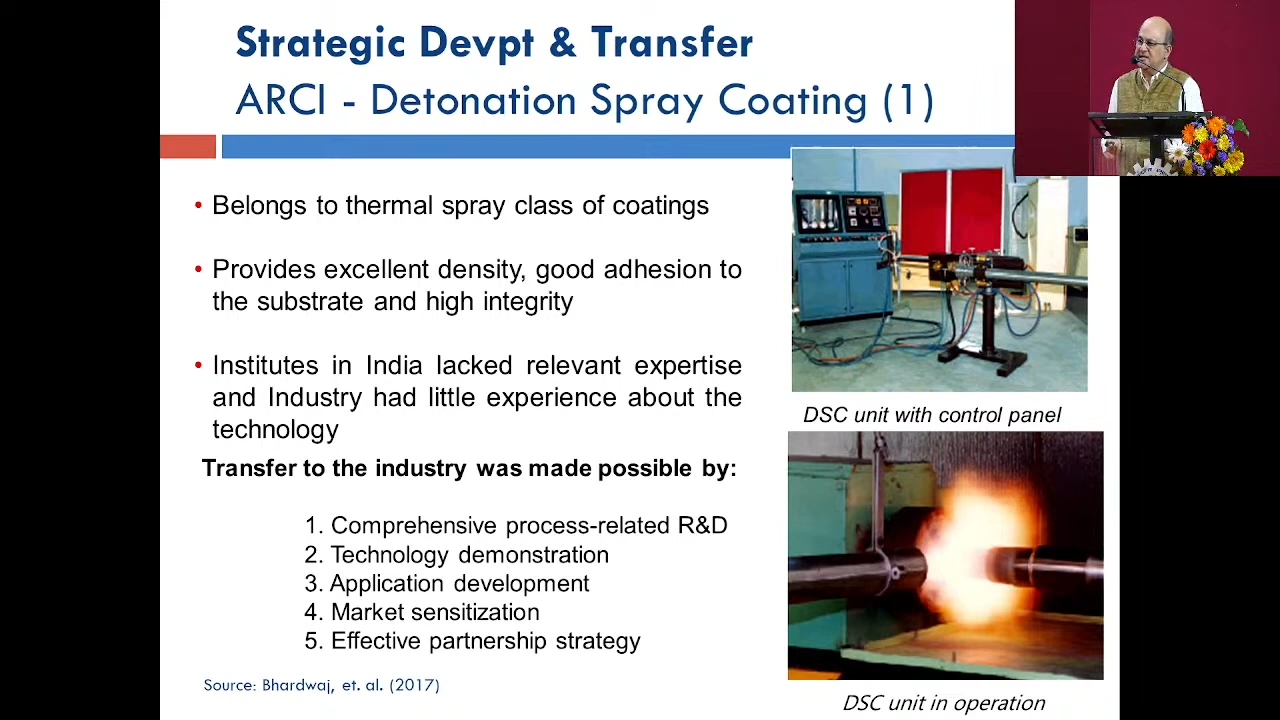 Strategic Devpt & Transfer
ARCI - Detonation Spray Coating (1)
• Belongs to thermal spray class of coatings
• Provides excellent density, good adhesion to
the substrate and high integrity
• Institutes in India lacked relevant expertise
and Industry had little experience about the
technology
Transfer to the industry was made possible by:
1. Comprehensive process-related R&D
2. Technology demonstration
3. Application development
4. Market sensitization
5. Effective partnership strategy
Source: Bhardwaj, et. al. (2017)
DSC unit with control panel
DSC unit in operation